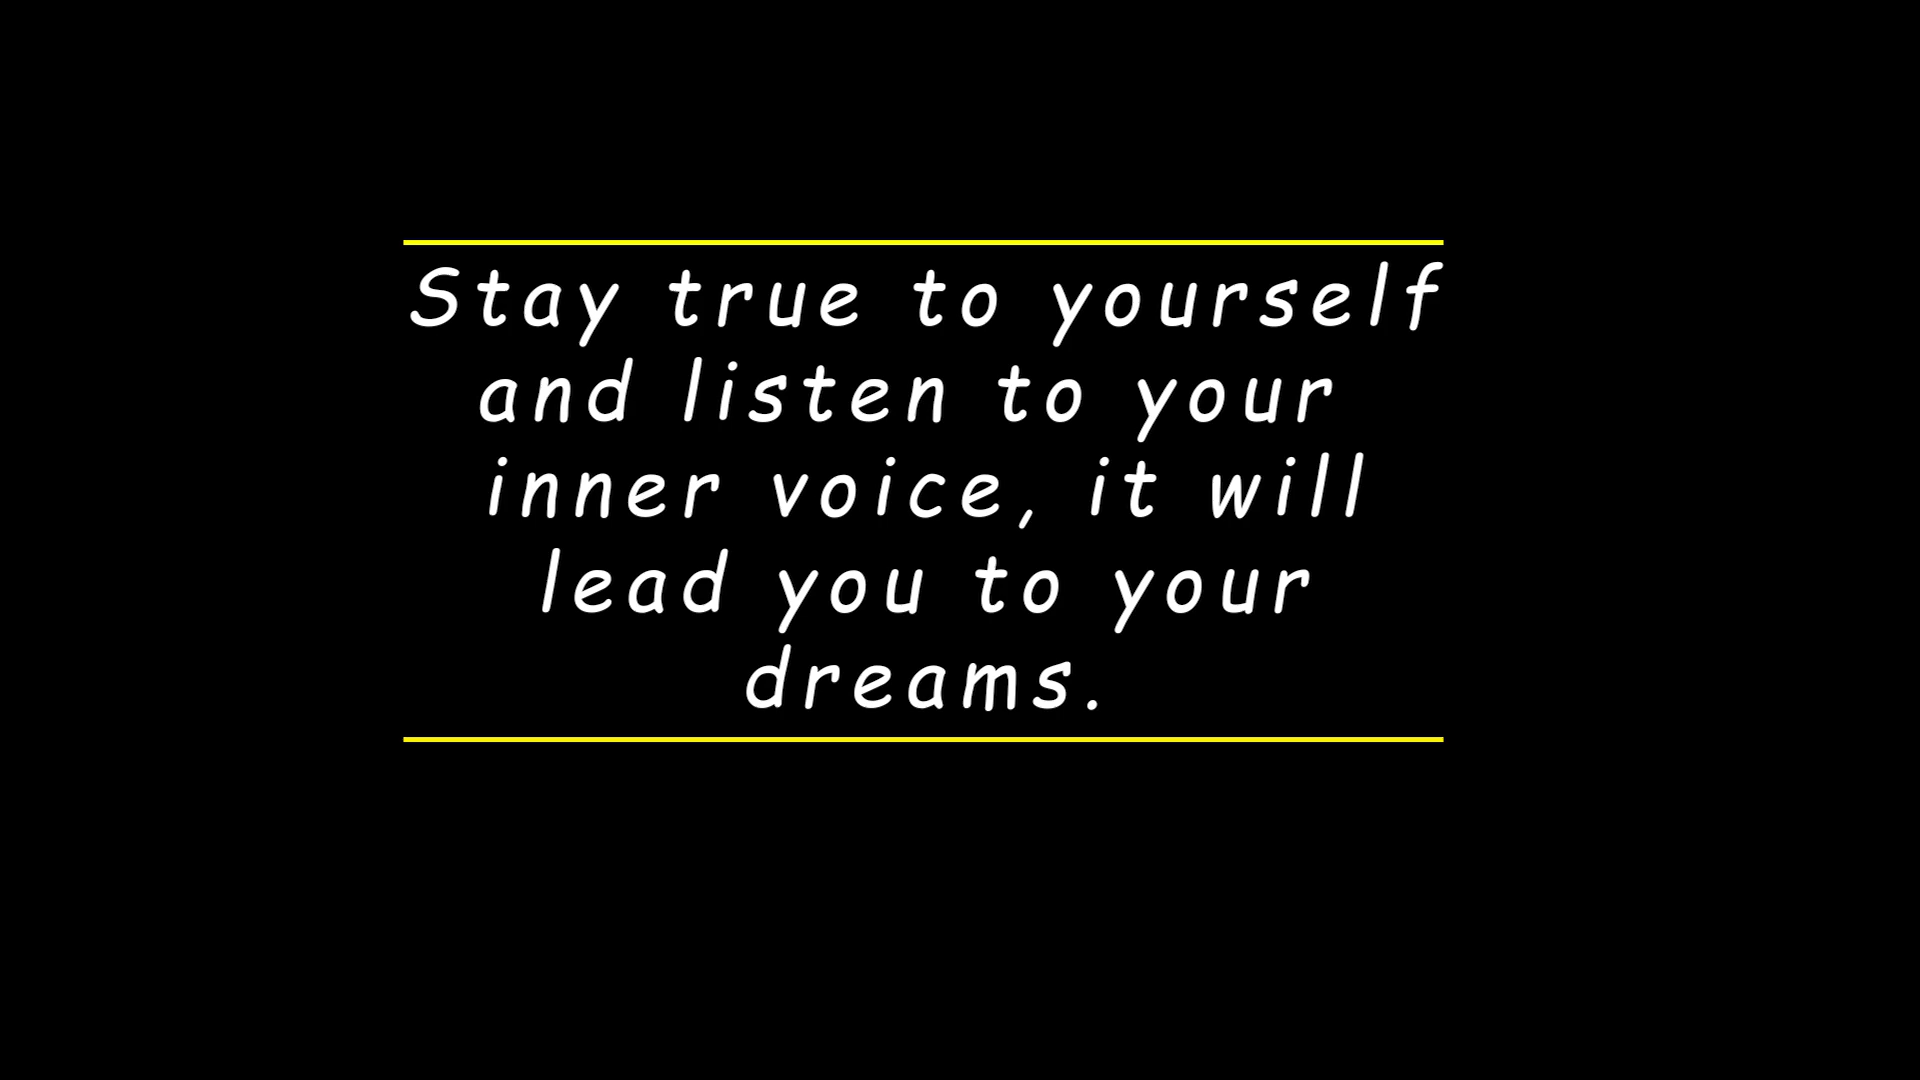 Stay true to yourself
and listen to your
inner voice, it will
lead you to your
dreams.